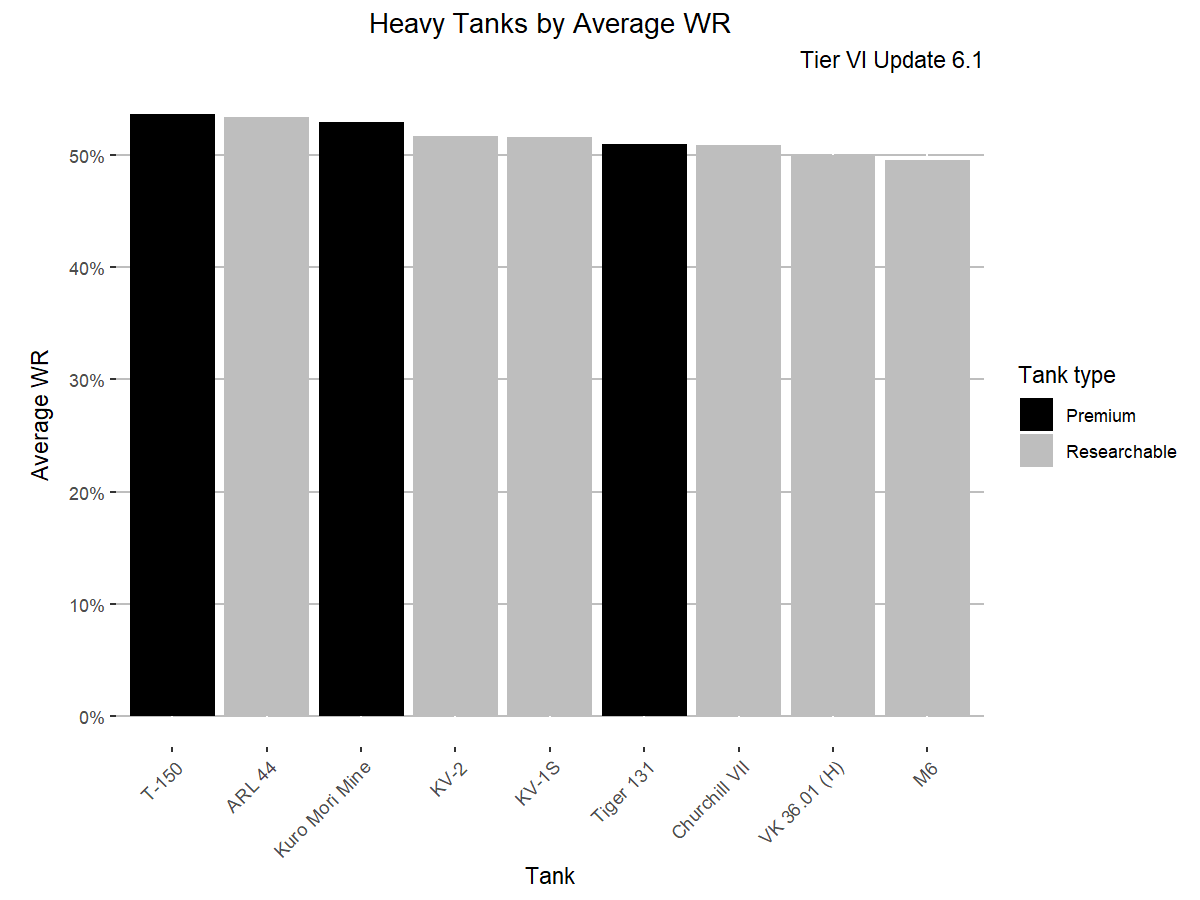 Heavy Tanks by Average WR
Tier VI Update 6.1
Average WR
50%
40%
30%
20%
10%
0%
T-150
ARL 44
Kuro Mori Mine
KV-2
KV-1S
Tiger 131
Churchill VII
VK 36.01 (H)
M6
Tank
Tank type
Premium
Researchable